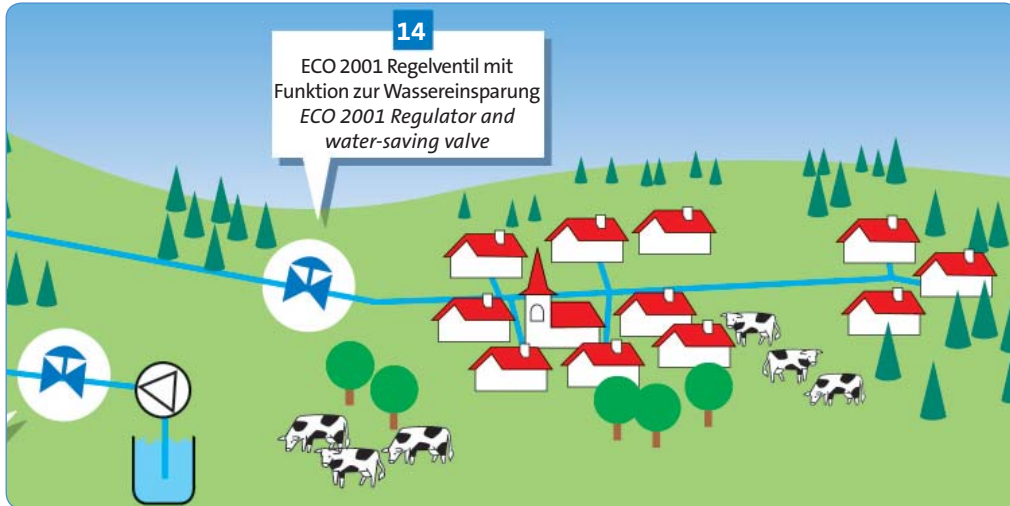 14
ECO 2001 Regelventil mit
Funktion zur Wassereinsparung
ECO 2001 Regulator and
water-saving valve